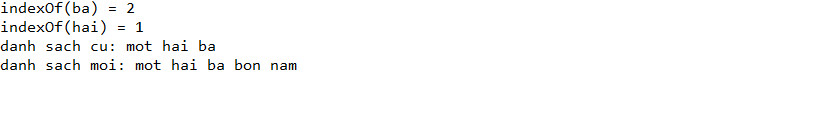 indexOf(ba) = 2
indexOf(hai) = 1
danh sach cu: mot hai ba
danh sach moi: mot hai ba bon nam